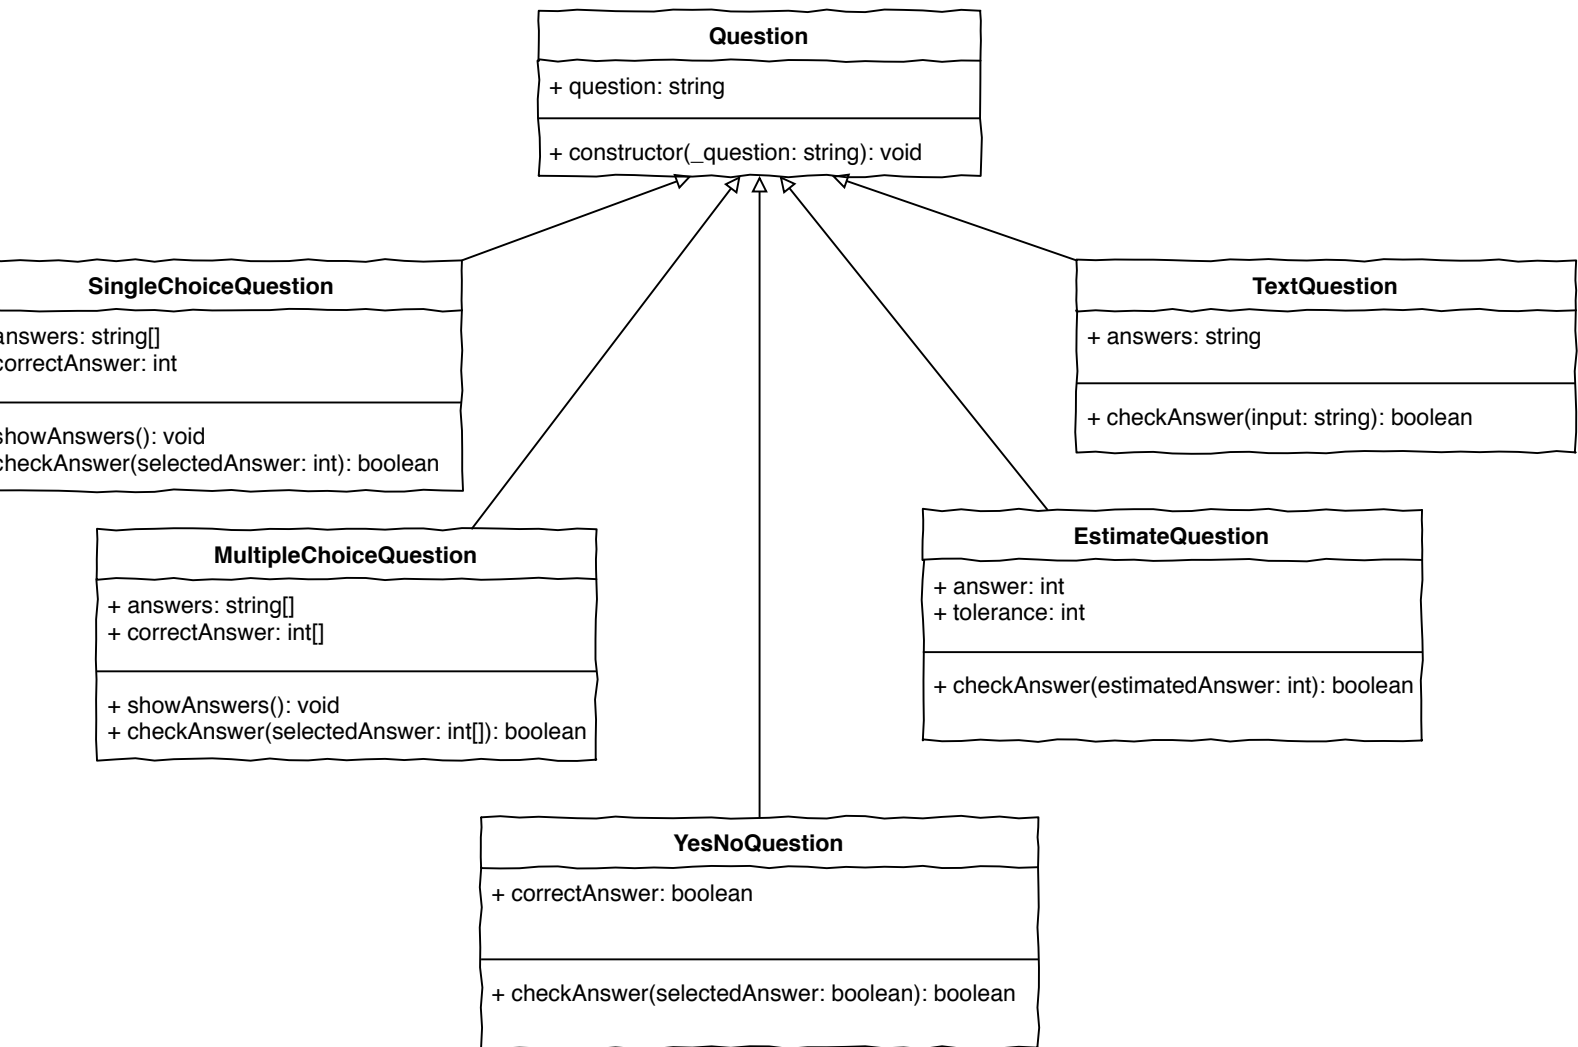 Question
+ question: string
+ constructor(_question: string): void
SingleChoiceQuestion
answers: string[]
correctAnswer: int
showAnswers(): void
checkAnswer(selectedAnswer: int): boolean
TextQuestion
+ answers: string
+ checkAnswer(input: string): boolean
MultipleChoiceQuestion
+ answers: string[]
+ correctAnswer: int[]
+ showAnswers(): void
+ checkAnswer(selectedAnswer: int[]): boolean
EstimateQuestion
+ answer: int
+ tolerance: int
+ checkAnswer(estimatedAnswer: int): boolean
YesNoQuestion
+ correctAnswer: boolean
+ checkAnswer(selectedAnswer: boolean): boolean